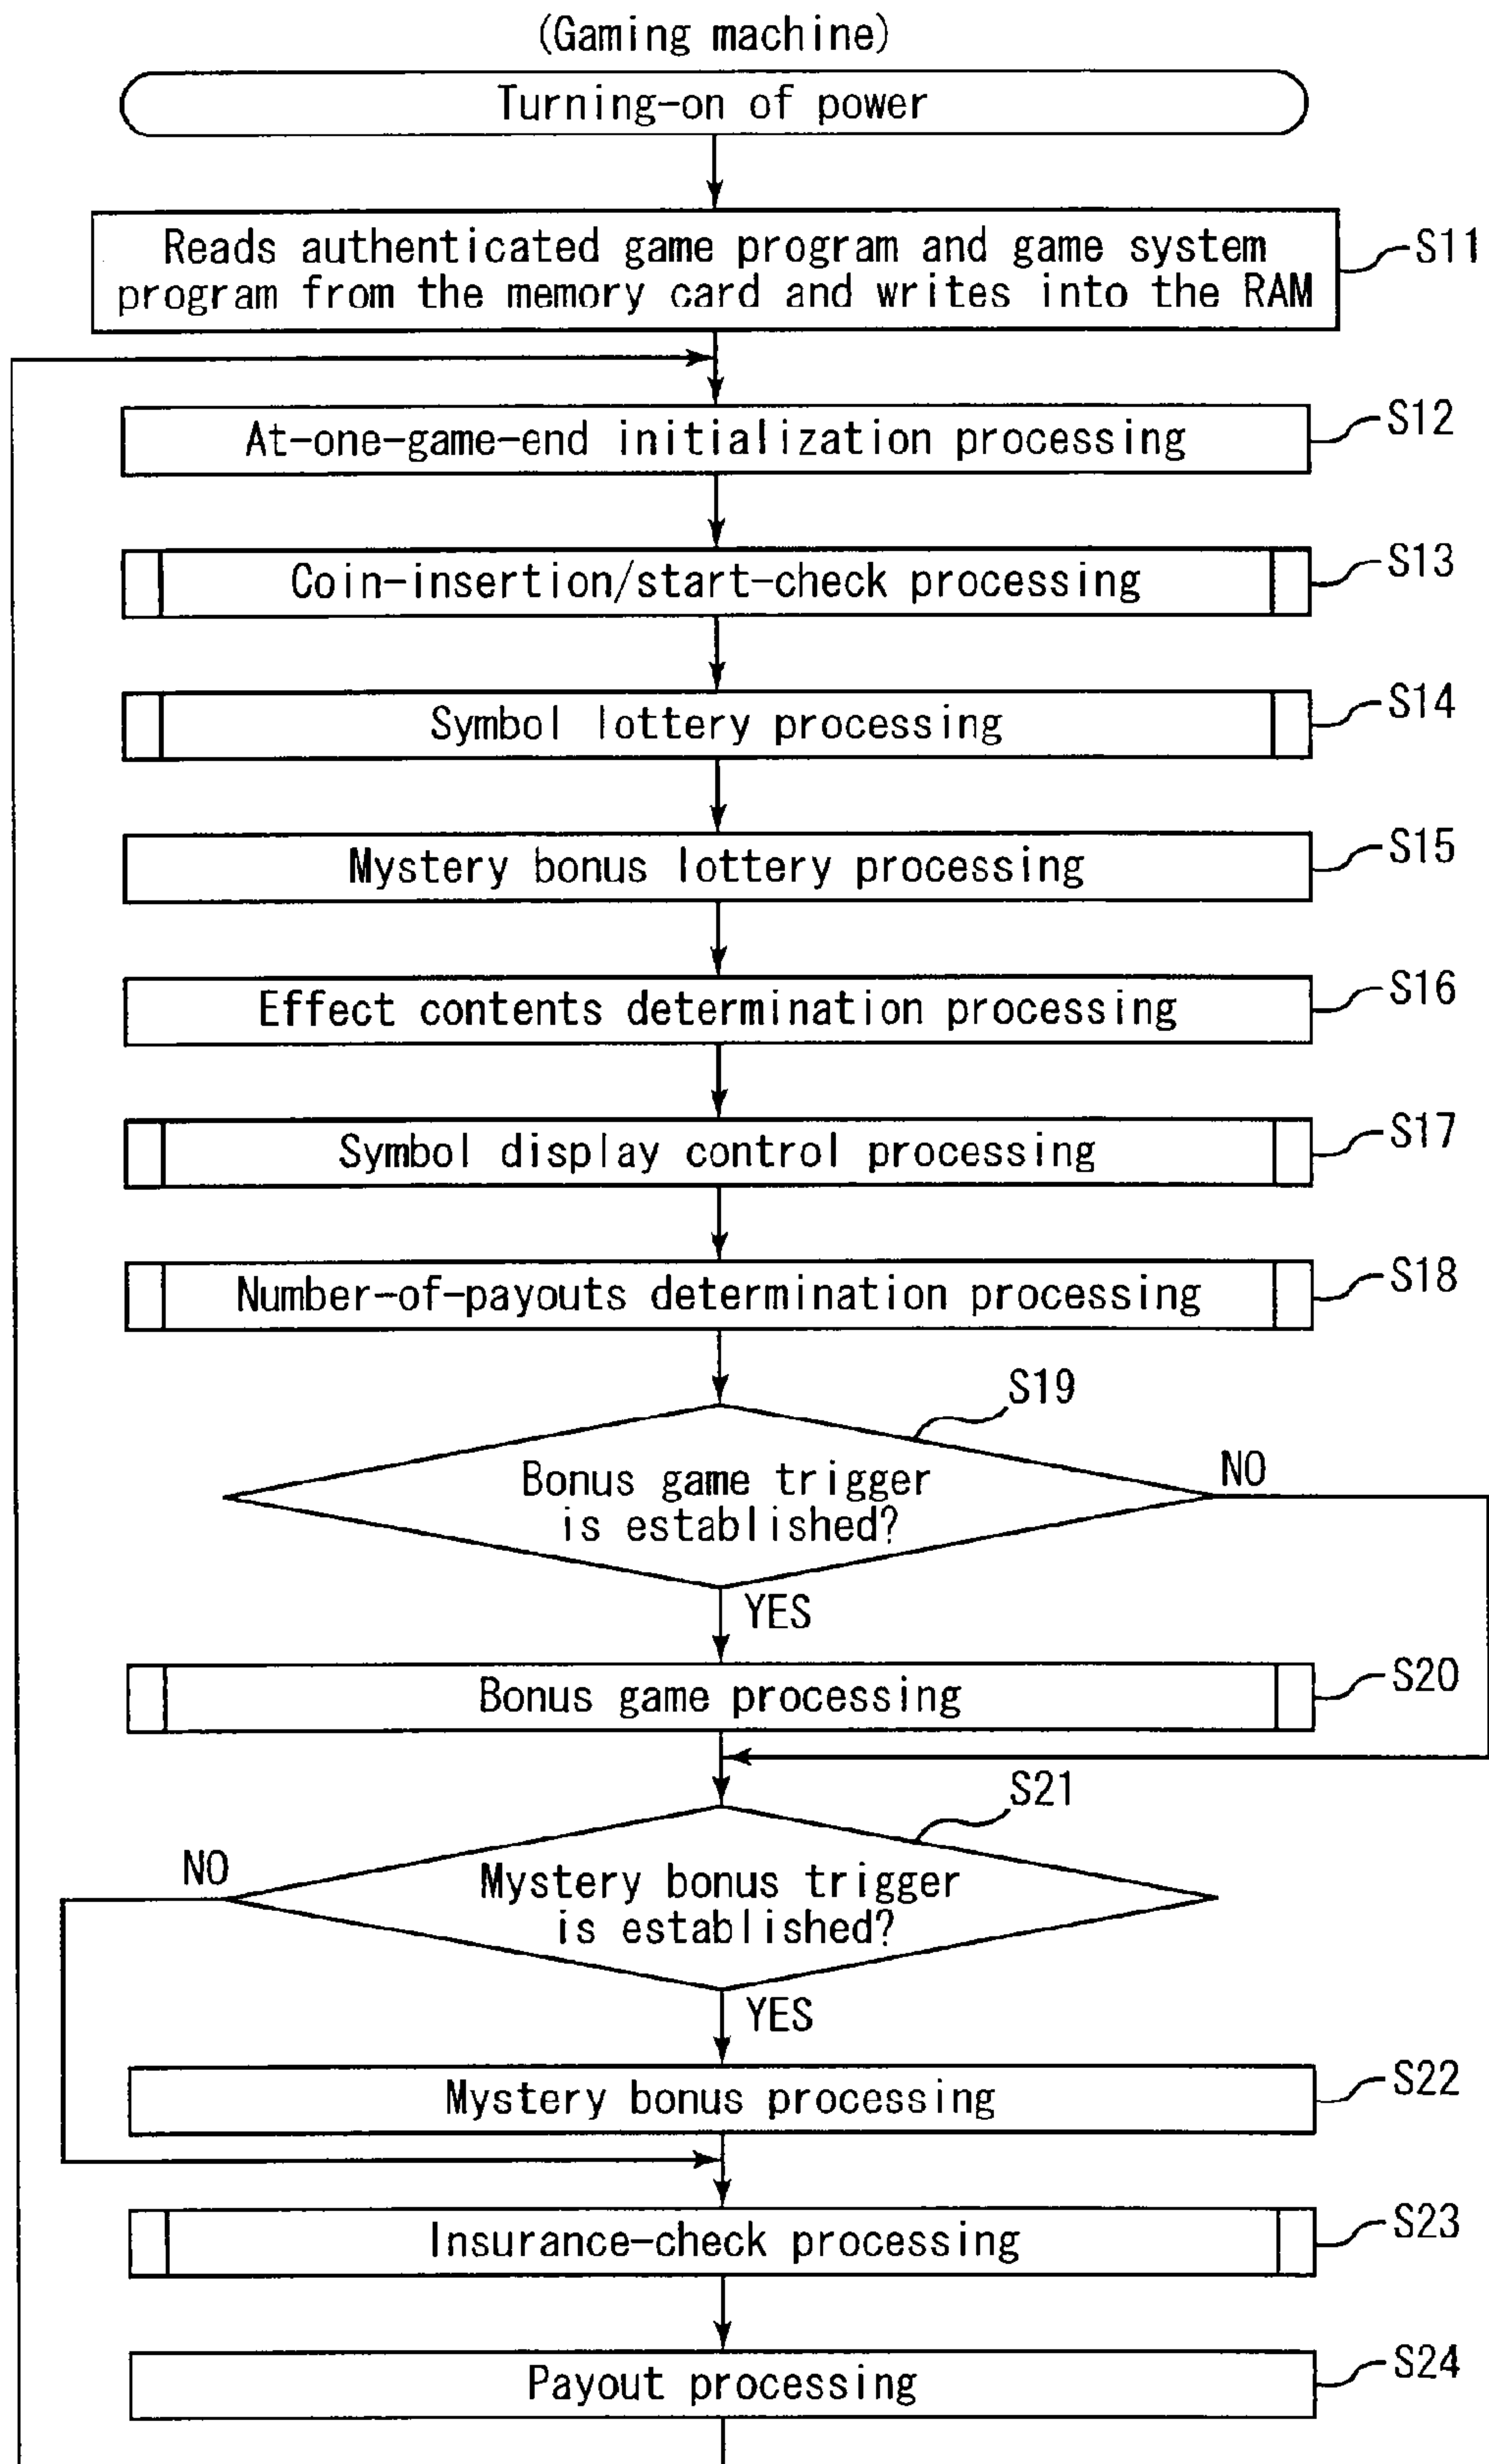 (Gaming machine)
Turning-on of power
Reads authenticated game program and game system
program from the memory card and writes into the RAM
S11
At-one-game-end initialization processing
S12
Coin-insertion/start-check processing
S13
Symbol lottery processing
S14
Mystery bonus lottery processing
S15
Effect contents determination processing
S16
Symbol display control processing
S17
Number-of-payouts determination processing
S18
S19
Bonus game trigger
is established?
NO
YES
Bonus game processing
S20
S21
NO
Mystery bonus trigger
is established?
YES
Mystery bonus processing
S22
Insurance-check processing
S23
Payout processing
S24